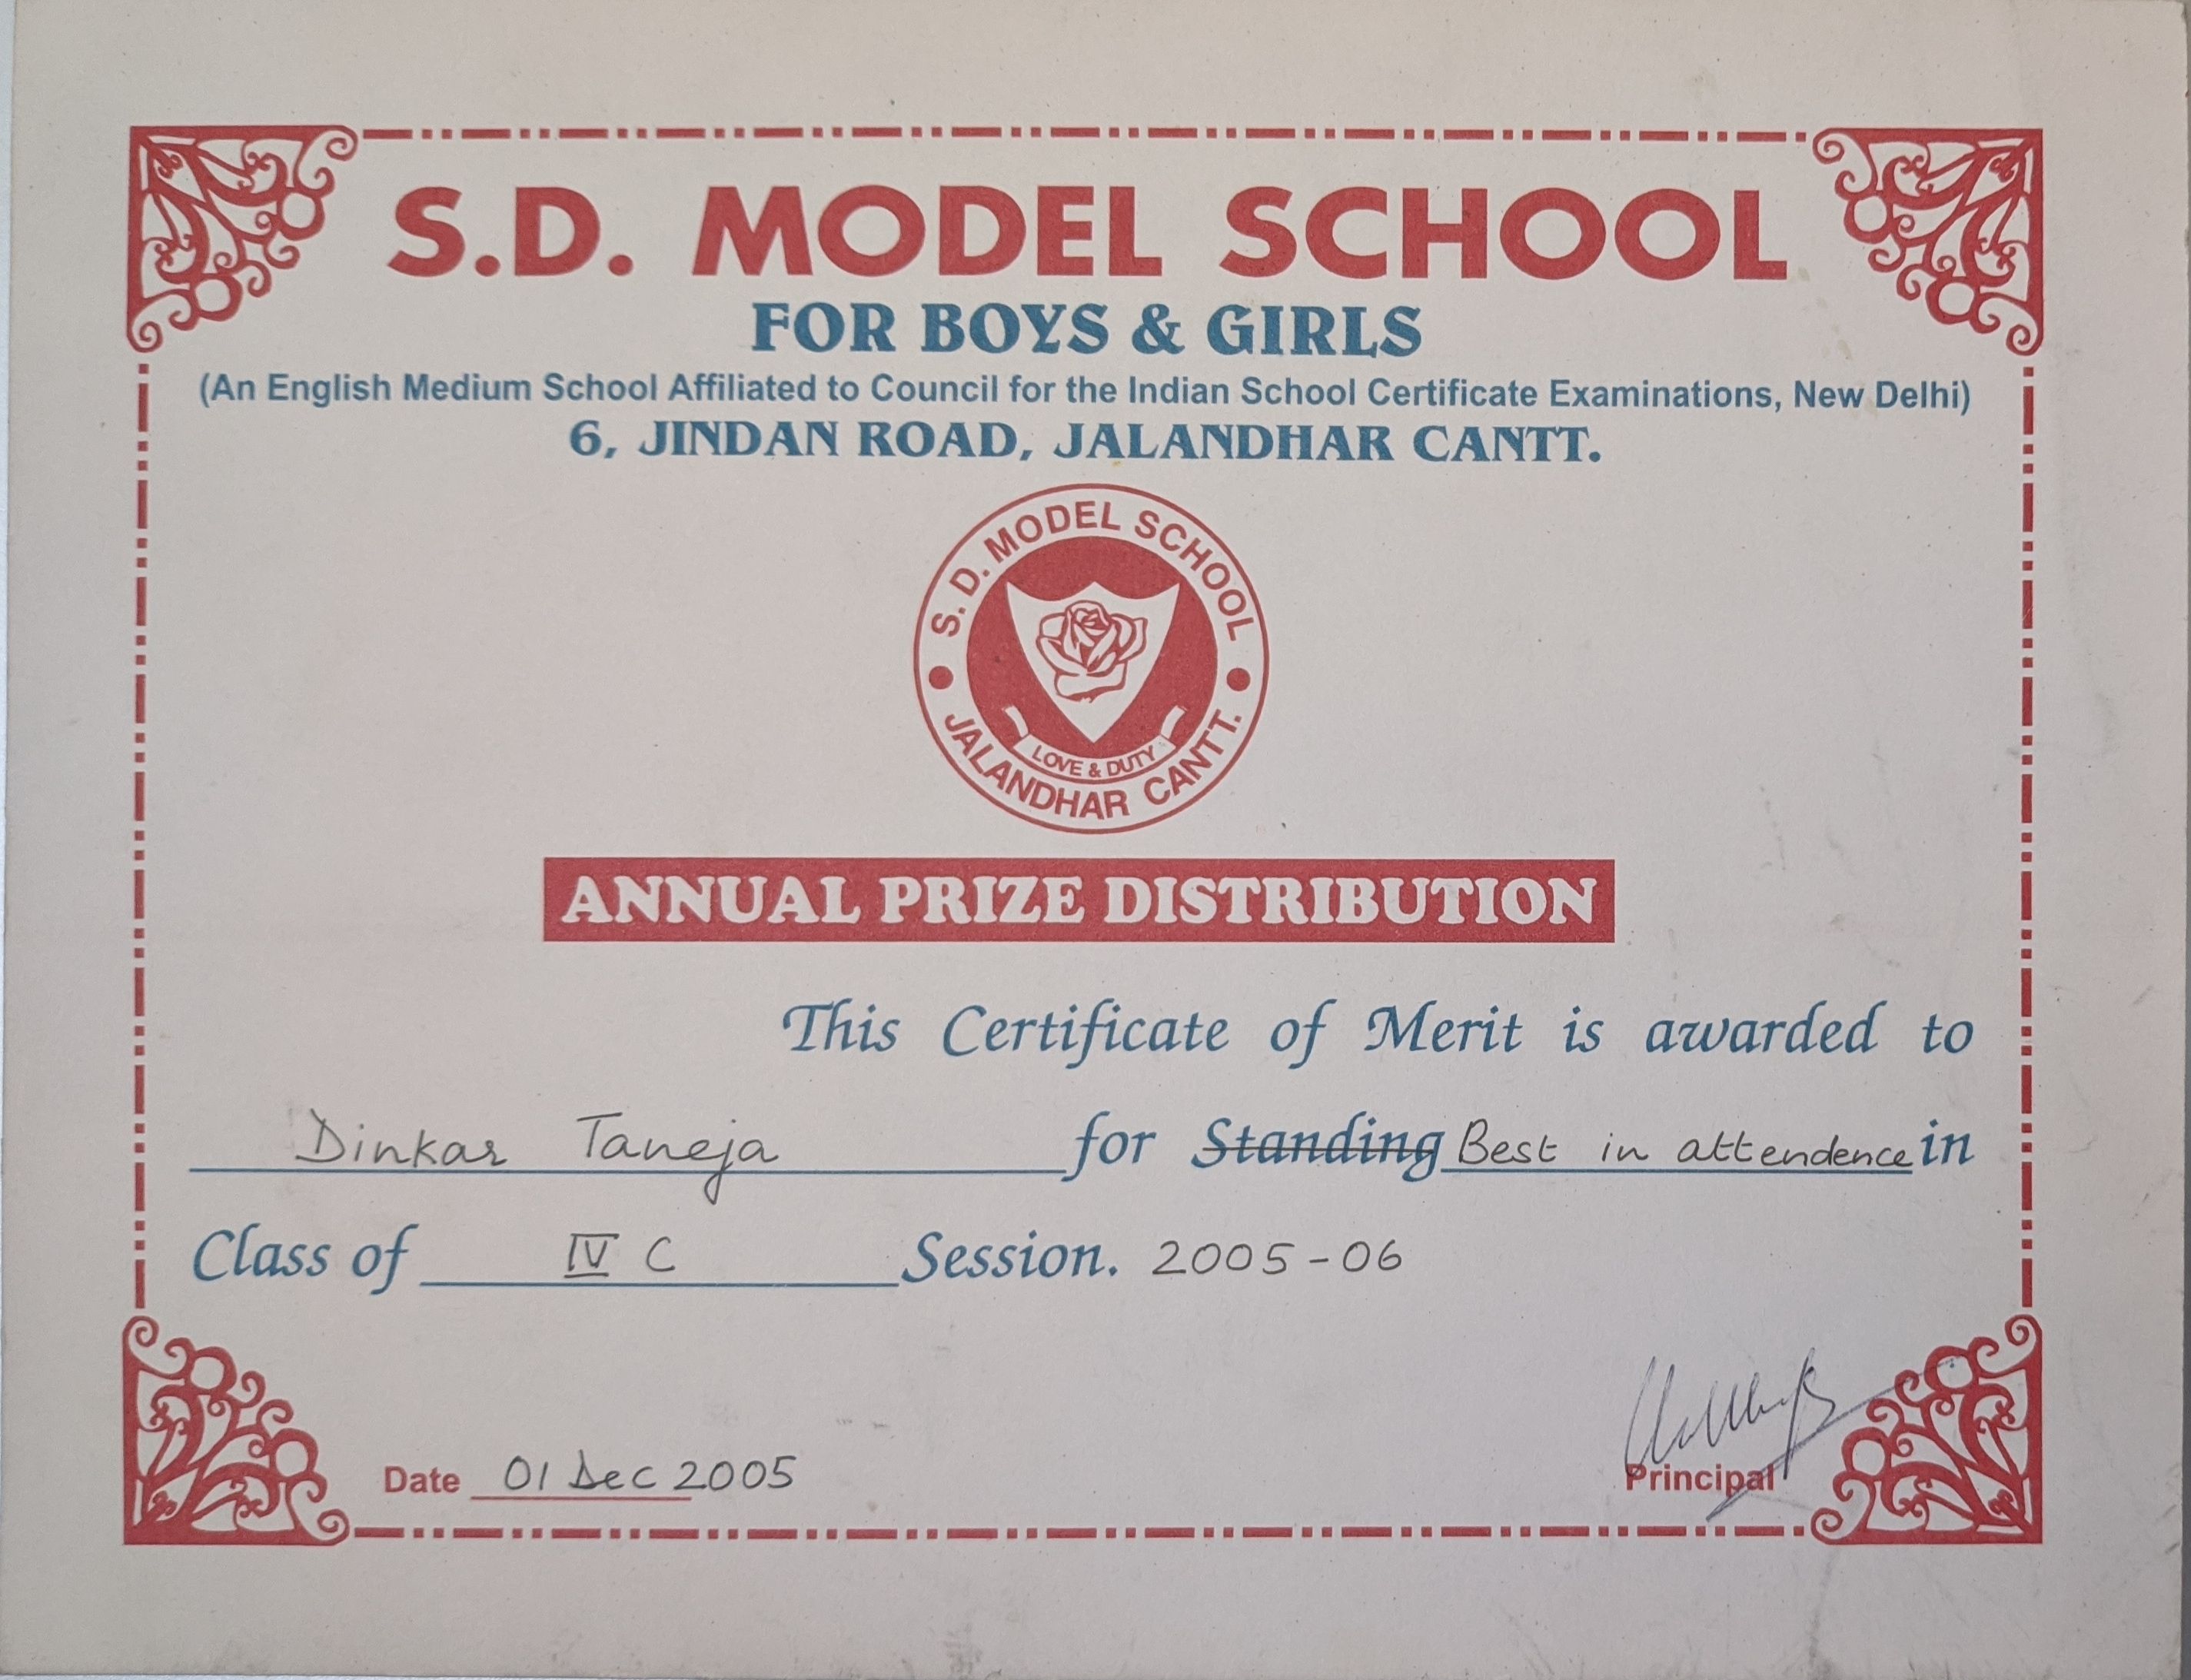 S.D. MODEL SCHOOL
FOR BOYS & GIRLS
(An English Medium School Affiliated to Council for the Indian School Certificate Examinations, New Delhi)
6, JINDAN ROAD, JALANDHAR CANTT.
S. D. MODEL SCHOOL
LOVE & DUTY
JALANDHAR CANTT.
ANNUAL PRIZE DISTRIBUTION
This Certificate of Merit is awarded to
Dinkar Taneja for Standing Best in attendence in
Class of IV C Session. 2005-06
Date 01 Dec 2005
Principal